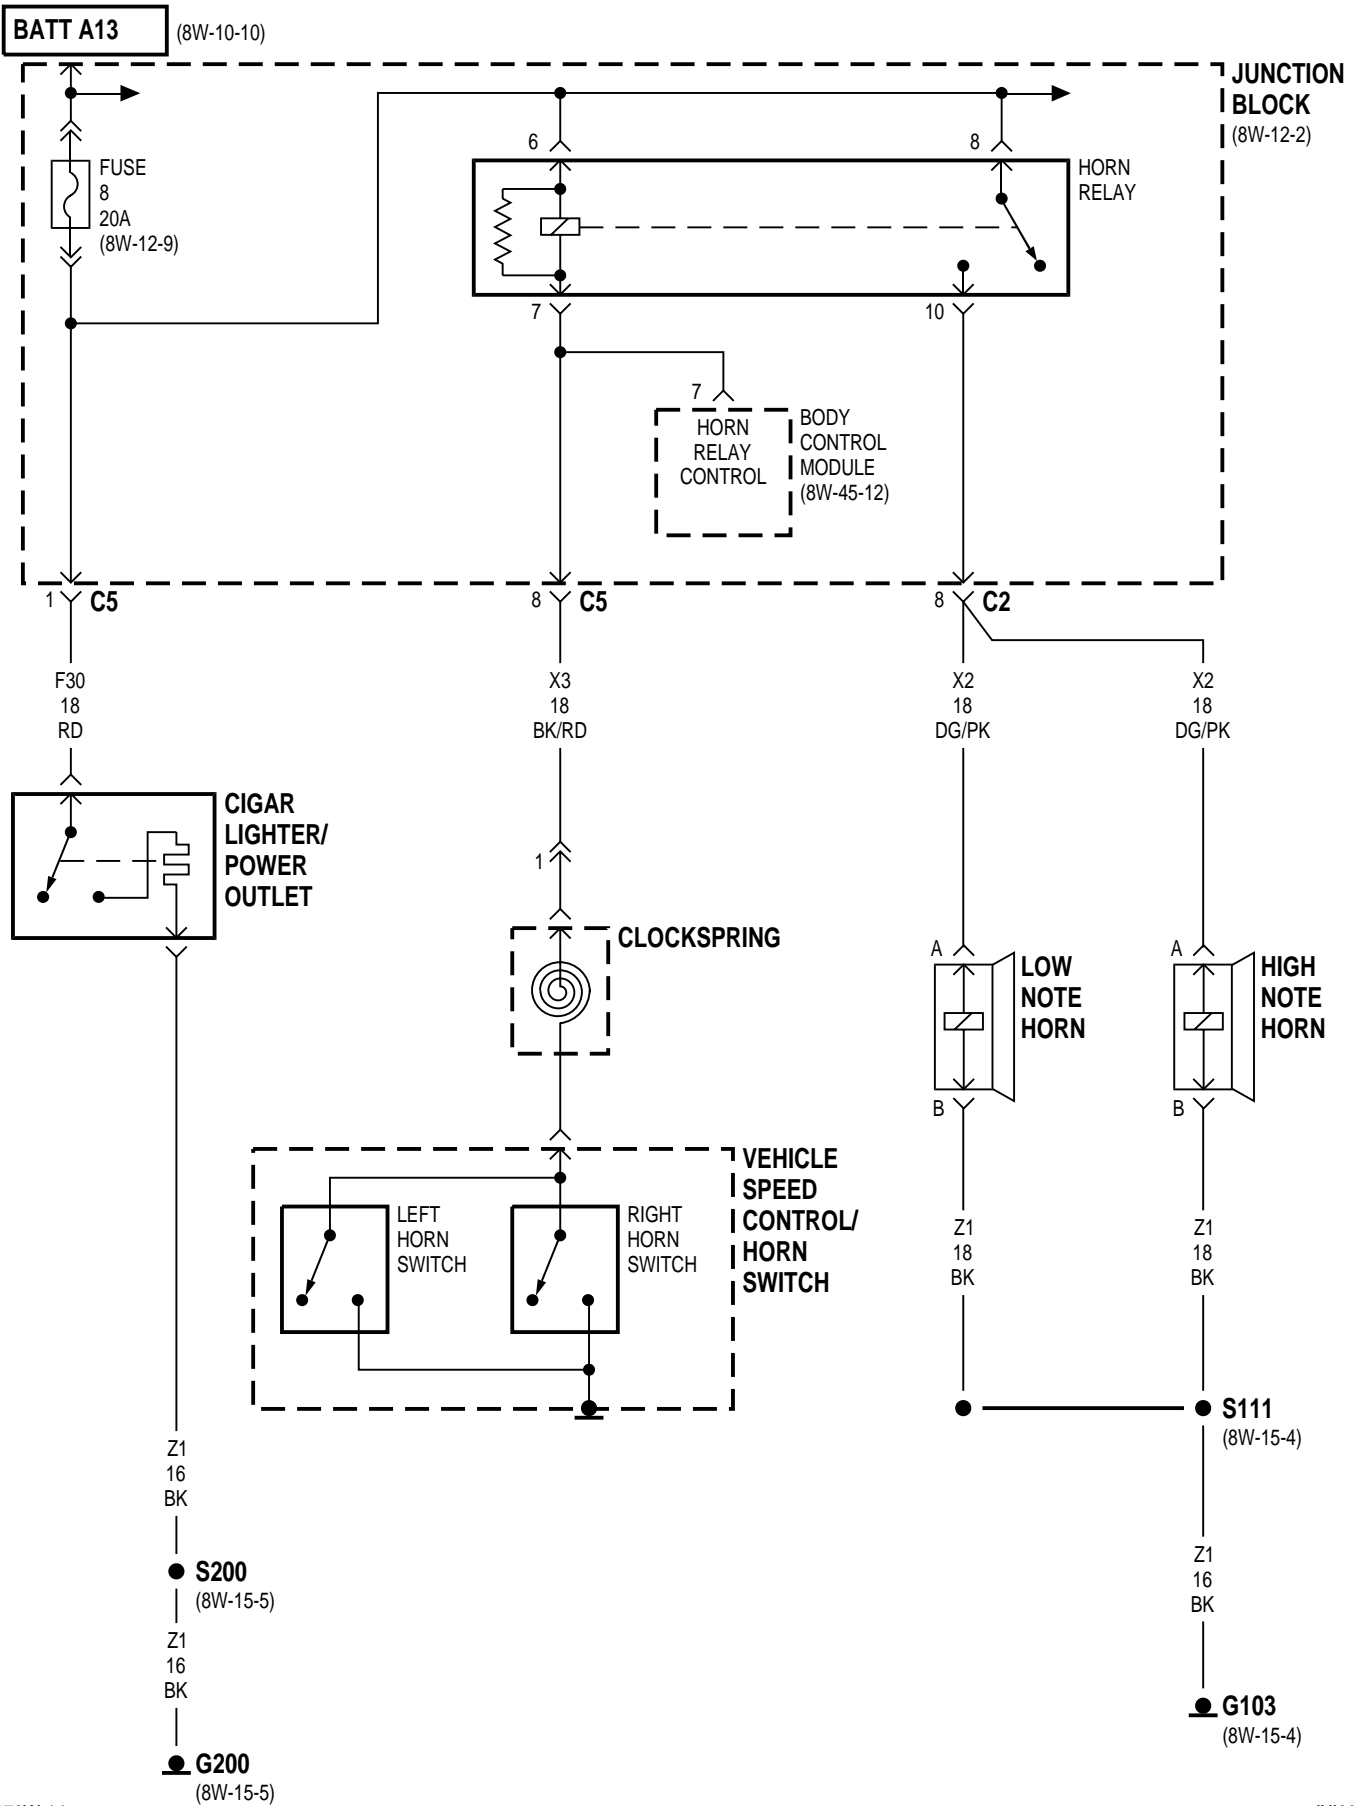 BATT A13
(8W-10-10)
JUNCTION
BLOCK
(8W-12-2)
6
8
FUSE
8
20A
(8W-12-9)
HORN
RELAY
7
10
7
HORN
RELAY
CONTROL
BODY
CONTROL
MODULE
(8W-45-12)
1
C5
8
C5
8
C2
F30
18
RD
X3
18
BK/RD
X2
18
DG/PK
X2
18
DG/PK
CIGAR
LIGHTER/
POWER
OUTLET
1
CLOCKSPRING
A
LOW
NOTE
HORN
B
A
HIGH
NOTE
HORN
B
VEHICLE
SPEED
CONTROL/
HORN
SWITCH
LEFT
HORN
SWITCH
RIGHT
HORN
SWITCH
Z1
18
BK
Z1
18
BK
S111
(8W-15-4)
Z1
16
BK
S200
(8W-15-5)
Z1
16
BK
Z1
16
BK
G103
(8W-15-4)
G200
(8W-15-5)